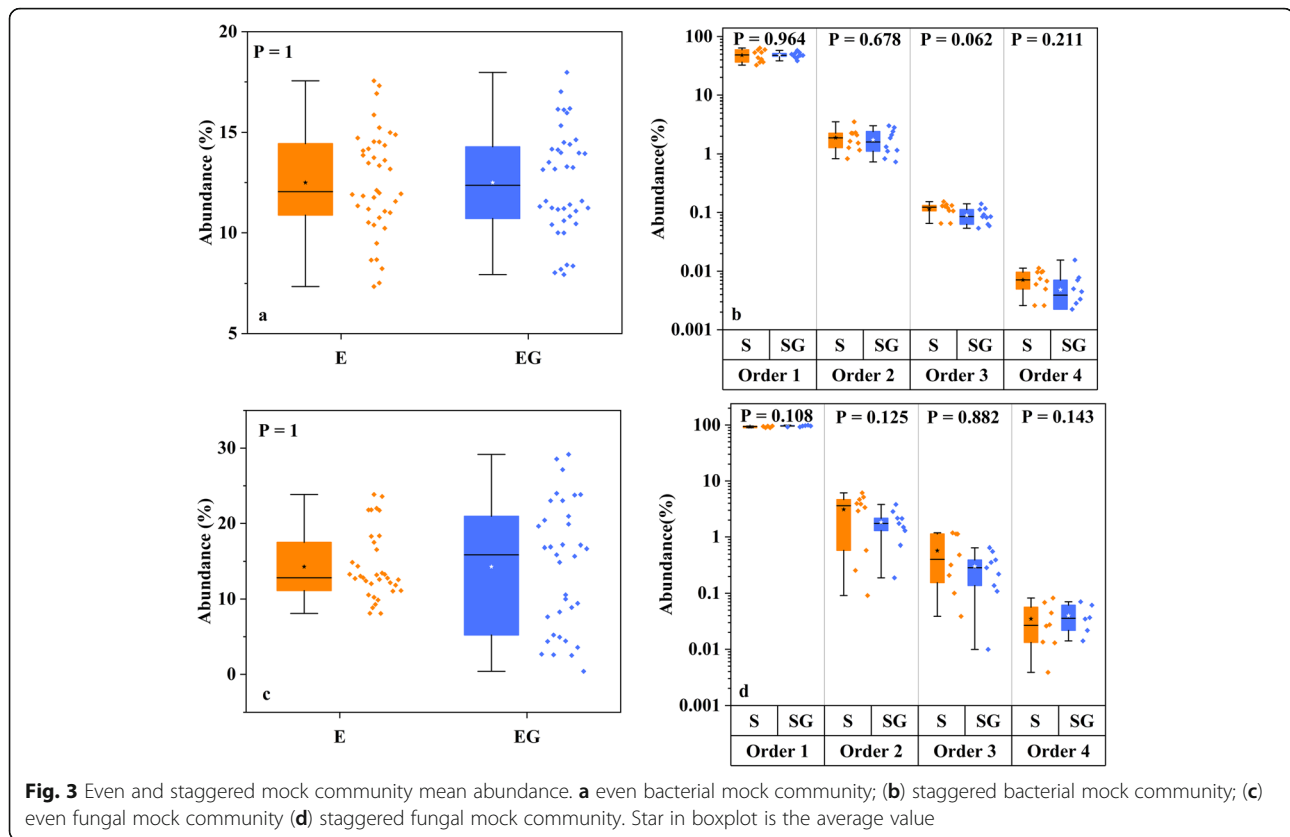 20
15
10
5
Abundance (%)
P = 1
a
E EG
100
10
1
0.1
0.01
0.001
Abundance(%)
P = 0.964 P = 0.678 P = 0.062 P = 0.211
b
S SG S SG S SG S SG
Order 1 Order 2 Order 3 Order 4
30
20
10
0
Abundance (%)
P = 1
c
E EG
100
10
1
0.1
0.01
0.001
Abundance(%)
P = 0.108 P = 0.125 P = 0.882 P = 0.143
d
S SG S SG S SG S SG
Order 1 Order 2 Order 3 Order 4
Fig. 3 Even and staggered mock community mean abundance. a even bacterial mock community; (b) staggered bacterial mock community; (c)
even fungal mock community (d) staggered fungal mock community. Star in boxplot is the average value